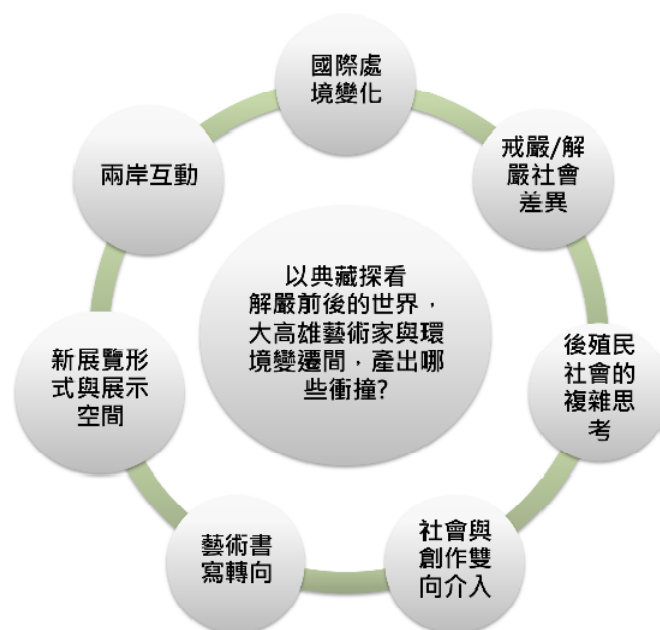 國際處
境變化
戒嚴/解
嚴社會
差異
後殖民
社會的
複雜思
考
社會與
創作雙
向介入
藝術書
寫轉向
新展覽形
式與展示
空間
兩岸互動
以典藏探看
解嚴前後的世界，
大高雄藝術家與環
境變遷間，產出哪
些衝撞?